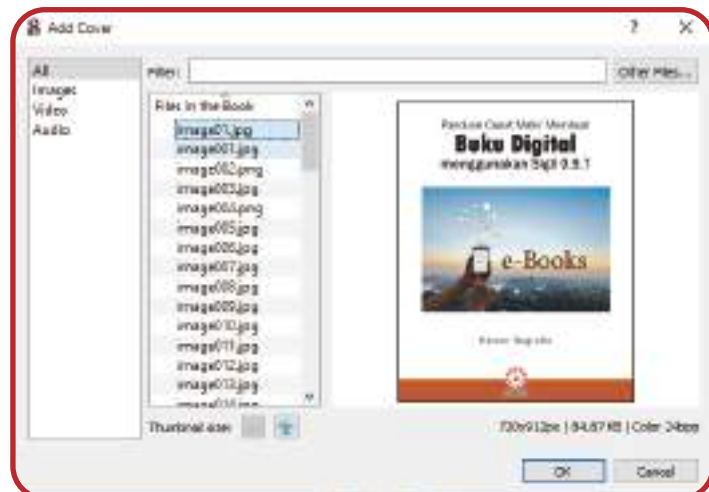 Add Cover
?
All
Images
Video
Audio
Filter:
Other Files...
Files in the Book
image01.jpg
image001.jpg
image002.png
image003.jpg
image004.png
image005.jpg
image006.jpg
image007.jpg
image008.jpg
image009.jpg
image010.jpg
image011.jpg
image012.jpg
image013.jpg
Thumbnail size:
Panduan Cepat Mahir Membuat
Buku Digital
menggunakan Sigil 0.9.1
e-Books
720x912px | 84.67 KB | Color 24bpp
OK
Cancel